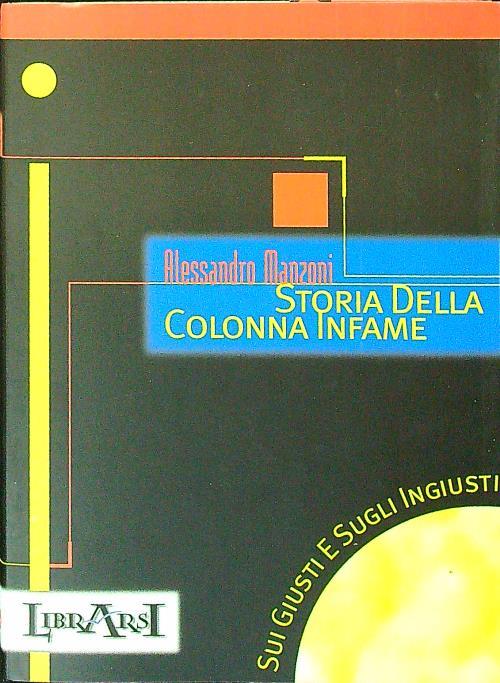 Alessandro Manzoni
STORIA DELLA
COLONNA INFAME
SUI GIUSTI E SUGLI INGIUSTI
LIBRARSI